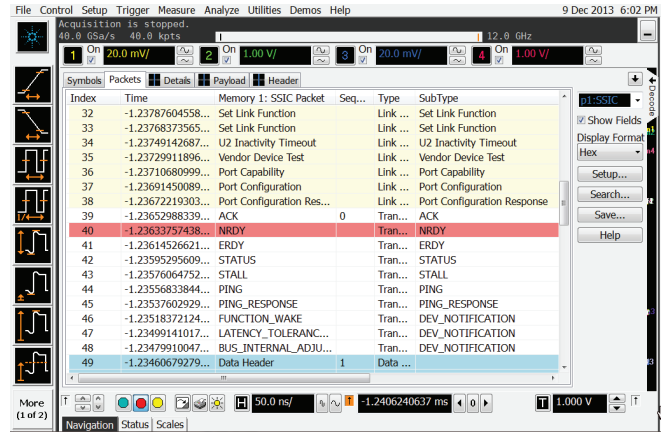 File Control Setup Trigger Measure Analyze Utilities Demos Help 9 Dec 2013 6:02 PM
Acquisition is stopped.
40.0 GSa/s 40.0 kpts 12.0 GHz
1 On 20.0 mV/ 2 On 1.00 V/ 3 On 20.0 mV/ 4 On 1.00 V/
Symbols Packets Details Payload Header
Index Time Memory 1: SSIC Packet Seq... Type SubType
32 -1.23787604558... Set Link Function Link ... Set Link Function
33 -1.23768373565... Set Link Function Link ... Set Link Function
34 -1.23749142687... U2 Inactivity Timeout Link ... U2 Inactivity Timeout
35 -1.23729911896... Vendor Device Test Link ... Vendor Device Test
36 -1.23710680999... Port Capability Link ... Port Capability
37 -1.23691450089... Port Configuration Link ... Port Configuration
38 -1.23672219303... Port Configuration Res... Link ... Port Configuration Response
39 -1.23652988339... ACK 0 Tran... ACK
40 -1.23633757438... NRDY Tran... NRDY
41 -1.23614526621... ERDY Tran... ERDY
42 -1.23595295609... STATUS Tran... STATUS
43 -1.23576064752... STALL Tran... STALL
44 -1.23556833844... PING Tran... PING
45 -1.23537602929... PING_RESPONSE Tran... PING_RESPONSE
46 -1.23518372124... FUNCTION_WAKE Tran... DEV_NOTIFICATION
47 -1.23499141017... LATENCY_TOLERANC... Tran... DEV_NOTIFICATION
48 -1.23479910047... BUS_INTERNAL_ADJU... Tran... DEV_NOTIFICATION
49 -1.23460679279... Data Header 1 Data ...
Decode
p1:SSIC
Show Fields
Display Format
Hex
Setup...
Search...
Save...
Help
More
(1 of 2)
H 50.0 ns/ -1.2406240637 ms 0 T 1.000 V
Navigation Status Scales